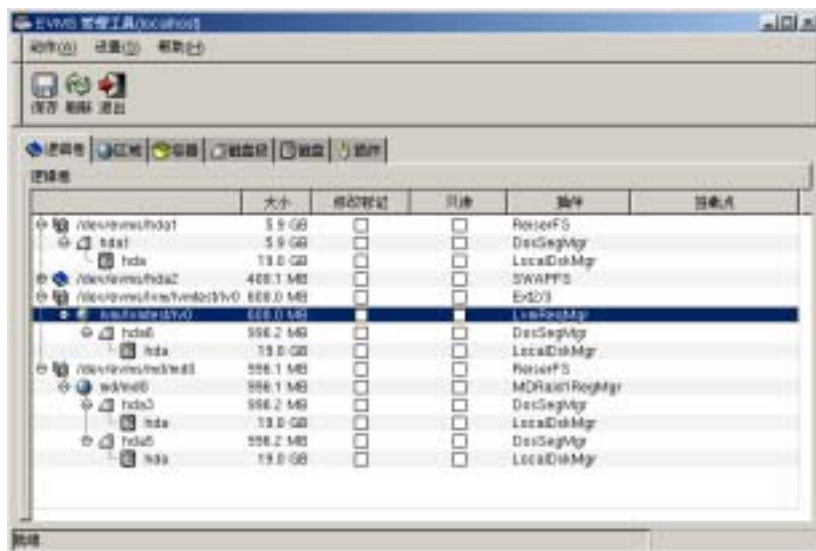 EVMS 管理工具(localhost)
动作(A) 设置(S) 帮助(H)
保存 刷新 退出
逻辑卷 区域 容器 磁盘段 磁盘 插件
逻辑卷
大小 修改标记 只读 插件 挂载点
/dev/evms/hda1 5.9 GB ReiserFS
hda1 5.9 GB DosSegMgr
hda 19.0 GB LocalDskMgr
/dev/evms/hda2 408.1 MB SWAPFS
/dev/evms/lvm/lvmtest/lv0 608.0 MB Ext2/3
lvm/lvmtest/lv0 608.0 MB LvmRegMgr
hda6 996.2 MB DosSegMgr
hda 19.0 GB LocalDskMgr
/dev/evms/md/md0 996.1 MB ReiserFS
md/md0 996.1 MB MDRaid1RegMgr
hda3 996.2 MB DosSegMgr
hda 19.0 GB LocalDskMgr
hda5 996.2 MB DosSegMgr
hda 19.0 GB LocalDskMgr
就绪